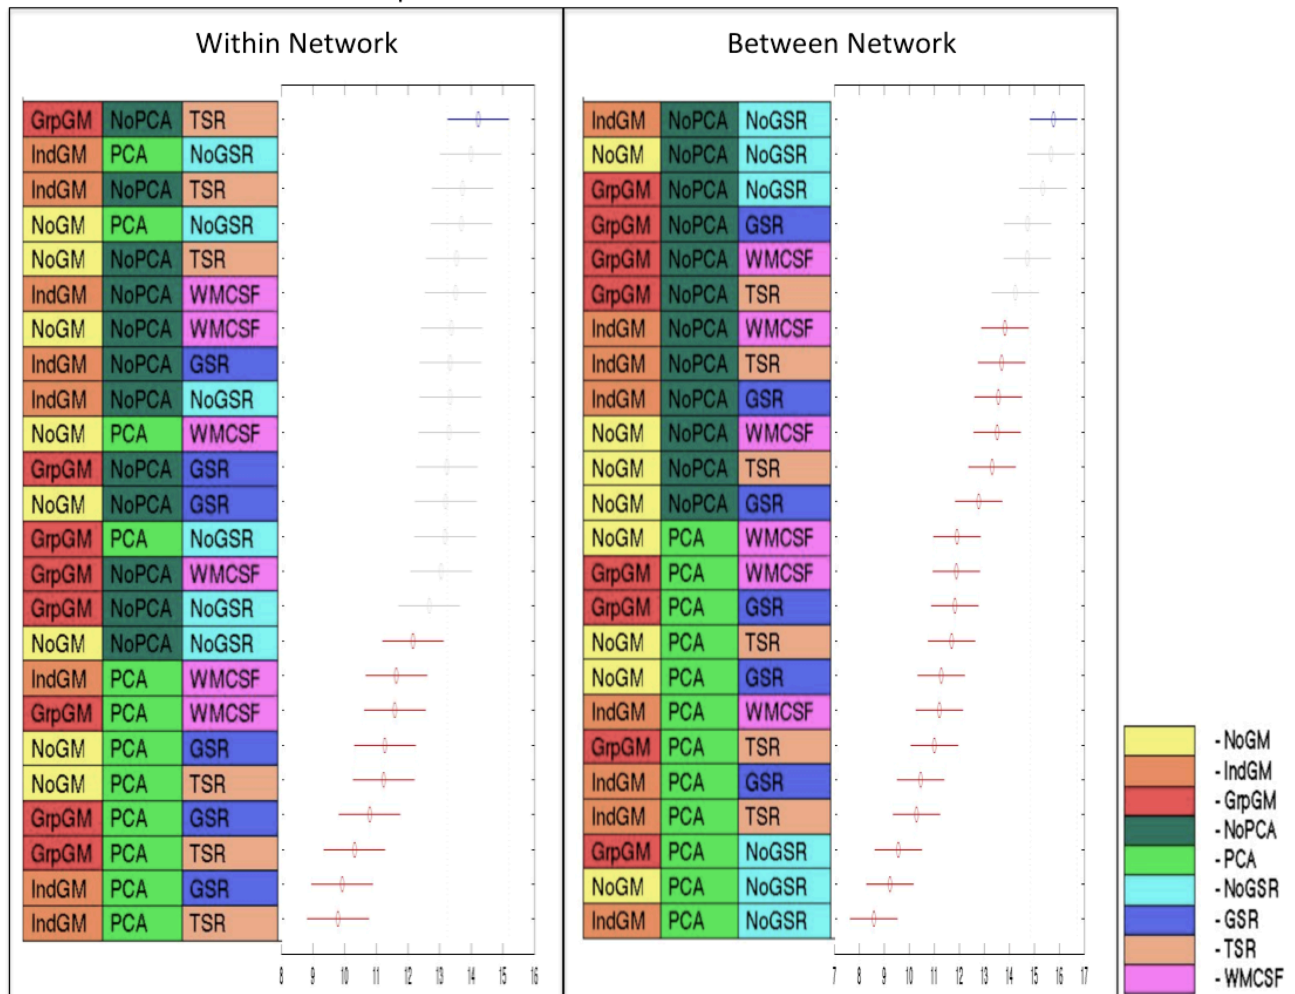 Within Network
GrpGM NoPCA TSR
IndGM PCA NoGSR
IndGM NoPCA TSR
NoGM PCA NoGSR
NoGM NoPCA TSR
IndGM NoPCA WMCSF
NoGM NoPCA WMCSF
IndGM NoPCA GSR
IndGM NoPCA NoGSR
NoGM PCA WMCSF
GrpGM NoPCA GSR
NoGM NoPCA GSR
GrpGM PCA NoGSR
GrpGM NoPCA WMCSF
GrpGM NoPCA NoGSR
NoGM NoPCA NoGSR
IndGM PCA WMCSF
GrpGM PCA WMCSF
NoGM PCA GSR
NoGM PCA TSR
GrpGM PCA GSR
GrpGM PCA TSR
IndGM PCA GSR
IndGM PCA TSR
8 9 10 11 12 13 14 15 16
Between Network
IndGM NoPCA NoGSR
NoGM NoPCA NoGSR
GrpGM NoPCA NoGSR
GrpGM NoPCA GSR
GrpGM NoPCA WMCSF
GrpGM NoPCA TSR
IndGM NoPCA WMCSF
IndGM NoPCA TSR
IndGM NoPCA GSR
NoGM NoPCA WMCSF
NoGM NoPCA TSR
NoGM NoPCA GSR
NoGM PCA WMCSF
GrpGM PCA WMCSF
GrpGM PCA GSR
NoGM PCA TSR
NoGM PCA GSR
IndGM PCA WMCSF
GrpGM PCA TSR
IndGM PCA GSR
IndGM PCA TSR
GrpGM PCA NoGSR
NoGM PCA NoGSR
IndGM PCA NoGSR
7 8 9 10 11 12 13 14 15 16 17
- NoGM
- IndGM
- GrpGM
- NoPCA
- PCA
- NoGSR
- GSR
- TSR
- WMCSF